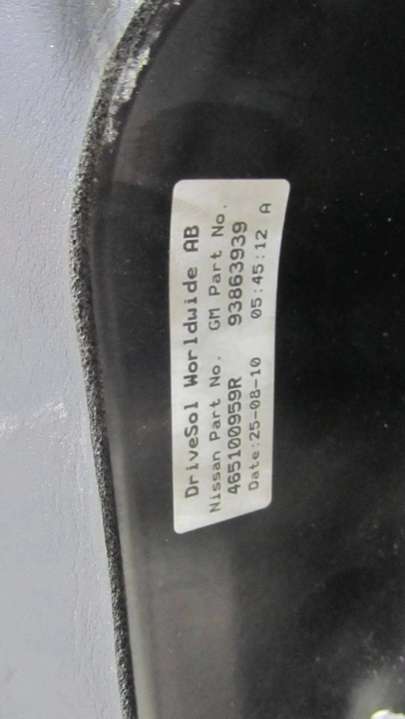 DriveSol Worldwide AB
Nissan Part No. GM Part No.
465100959R 93863939
Date:25-08-10 05:45:12 A